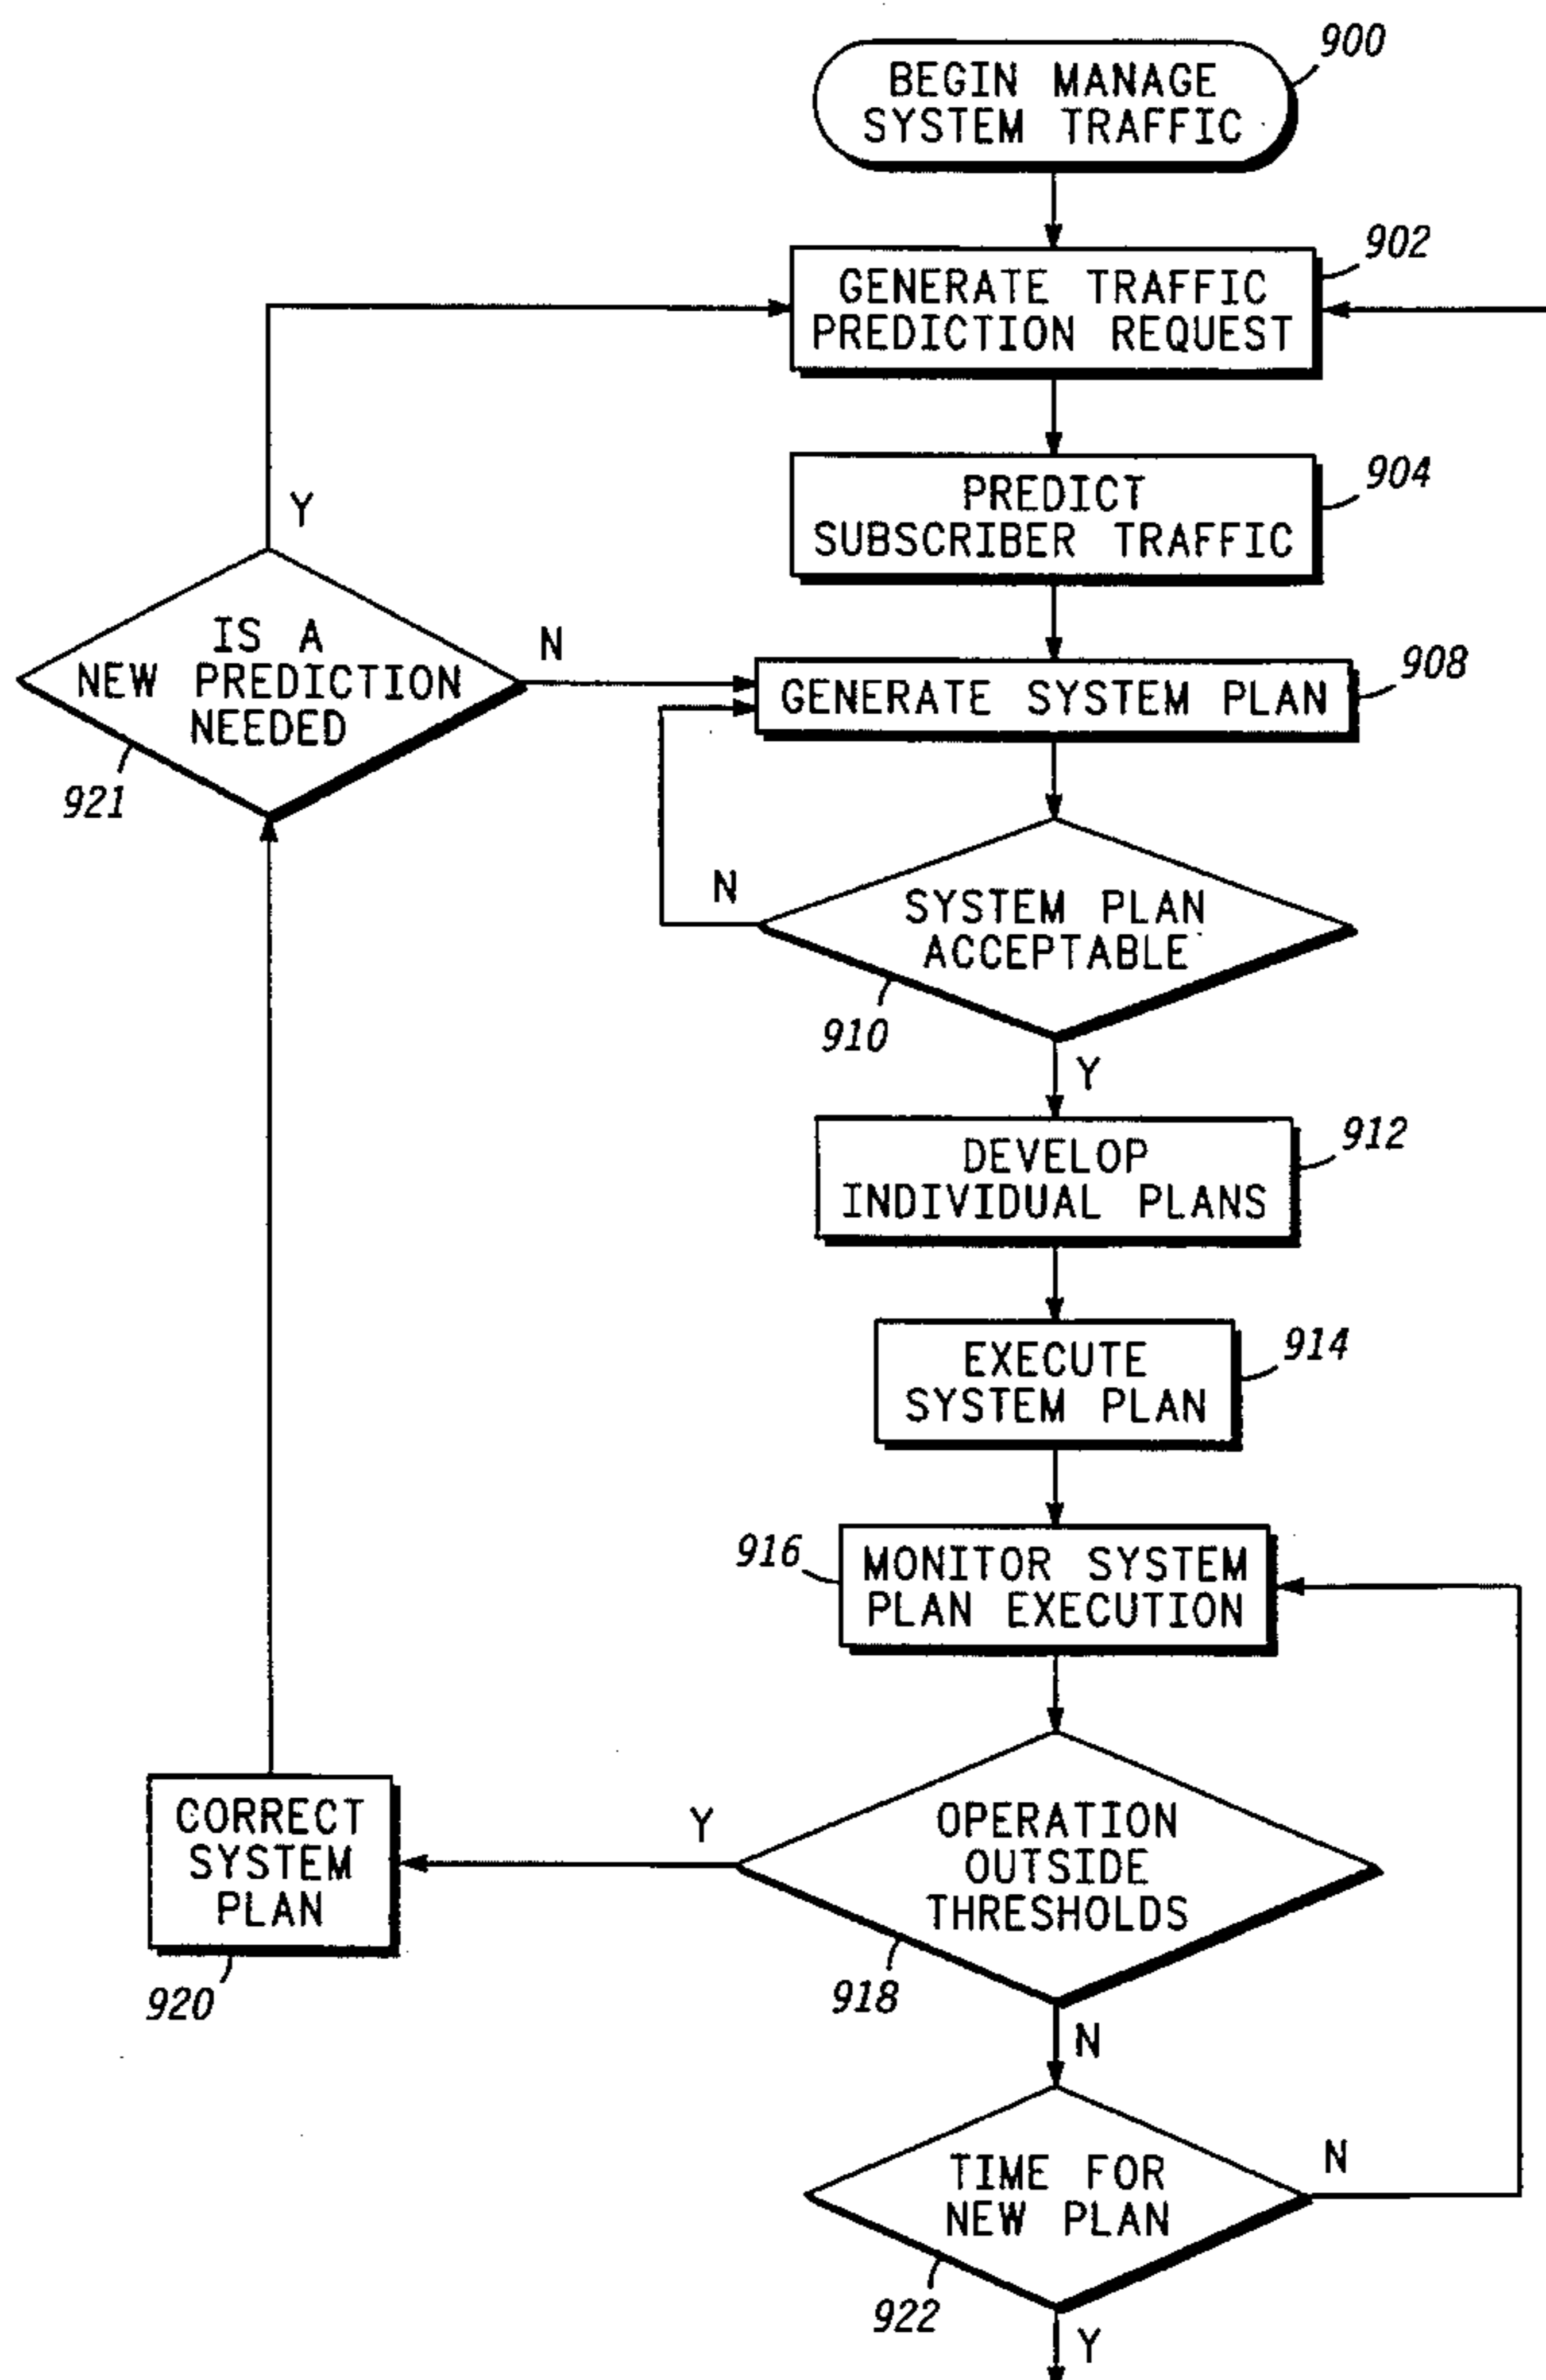 900
BEGIN MANAGE
SYSTEM TRAFFIC
902
GENERATE TRAFFIC
PREDICTION REQUEST
904
PREDICT
SUBSCRIBER TRAFFIC
Y
IS A
NEW PREDICTION
NEEDED
921
N
908
GENERATE SYSTEM PLAN
N
SYSTEM PLAN
ACCEPTABLE
910
Y
912
DEVELOP
INDIVIDUAL PLANS
914
EXECUTE
SYSTEM PLAN
916
MONITOR SYSTEM
PLAN EXECUTION
OPERATION
OUTSIDE
THRESHOLDS
918
Y
CORRECT
SYSTEM
PLAN
920
N
TIME FOR
NEW PLAN
N
922
Y